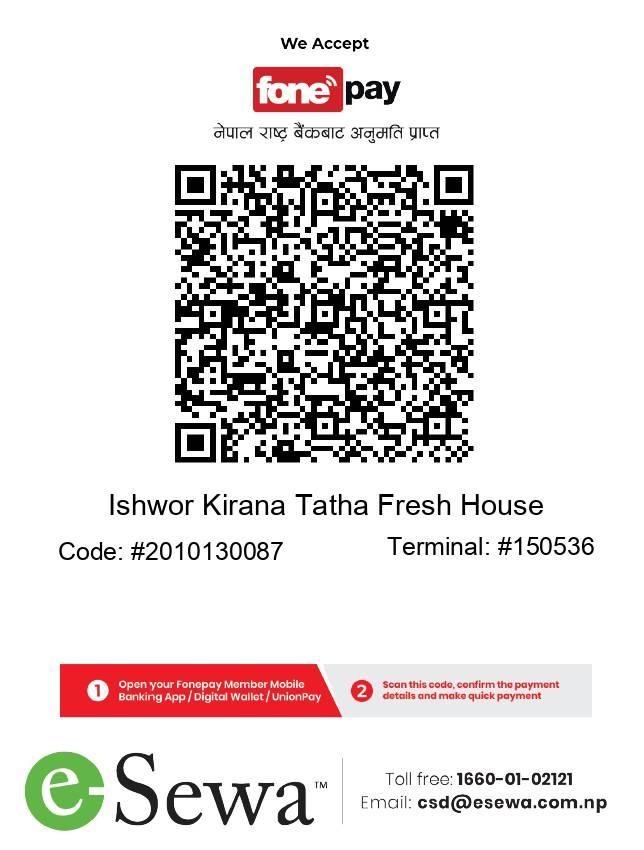 We Accept
fonepay
नेपाल राष्ट्र बैंकबाट अनुमति प्राप्त
Ishwor Kirana Tatha Fresh House
Code: #2010130087
Terminal: #150536
1 Open your Fonepay Member Mobile
Banking App / Digital Wallet / UnionPay
2 Scan this code, confirm the payment
details and make quick payment
e-Sewa™
Toll free: 1660-01-02121
Email: csd@esewa.com.np